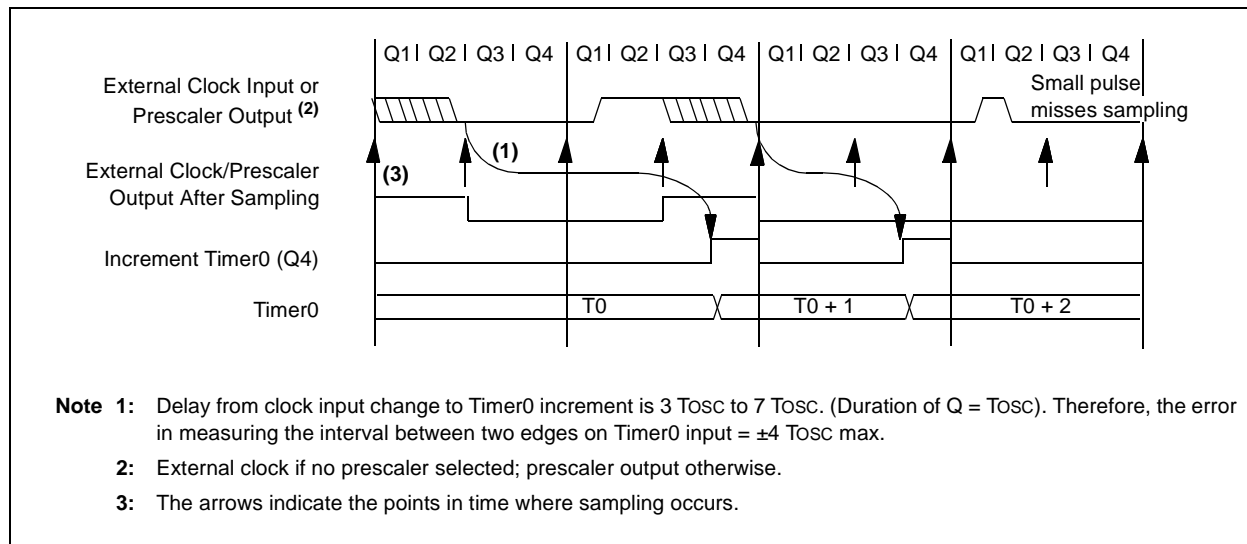 Q1 | Q2 | Q3 | Q4 Q1 | Q2 | Q3 | Q4 Q1 | Q2 | Q3 | Q4 Q1 | Q2 | Q3 | Q4
External Clock Input or
Prescaler Output (2)
Small pulse
misses sampling
(1)
External Clock/Prescaler
Output After Sampling
(3)
Increment Timer0 (Q4)
Timer0
T0
T0 + 1
T0 + 2
Note 1: Delay from clock input change to Timer0 increment is 3 TOSC to 7 TOSC. (Duration of Q = TOSC). Therefore, the error
in measuring the interval between two edges on Timer0 input = ±4 TOSC max.
2: External clock if no prescaler selected; prescaler output otherwise.
3: The arrows indicate the points in time where sampling occurs.